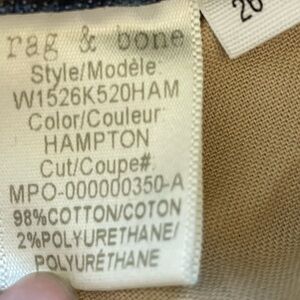 rag & bone
Style/Modèle
W1526K520HAM
Color/Couleur
HAMPTON
Cut/Coupe#
MPO-000000350-A
98%COTTON/COTON
2%POLYURETHANE/
POLYURÉTHANE
26